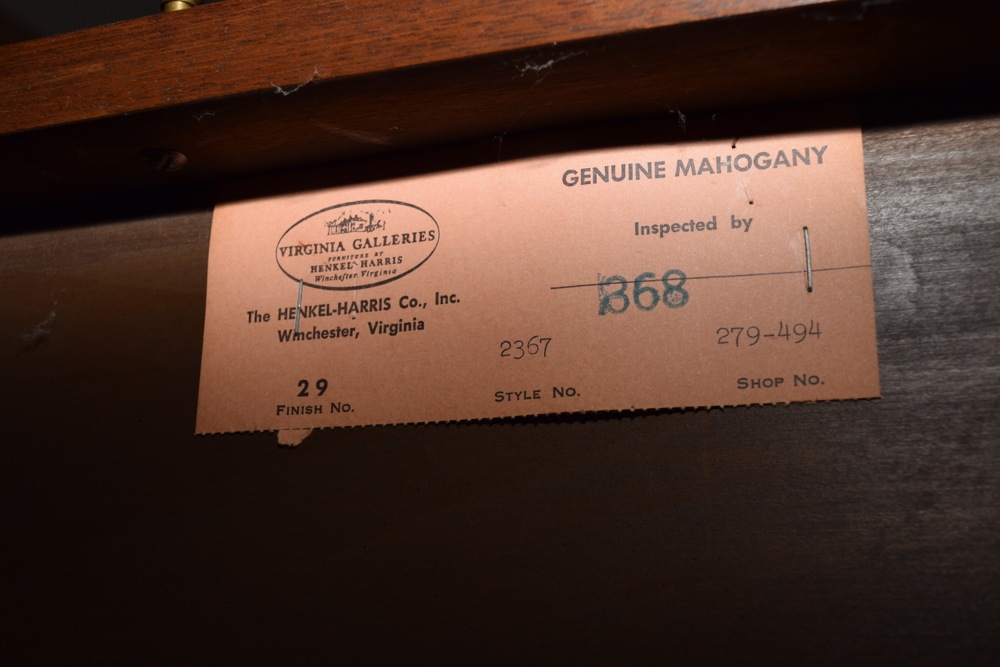 GENUINE MAHOGANY
VIRGINIA GALLERIES
FURNITURE BY
HENKEL-HARRIS
Winchester, Virginia
Inspected by
368
The HENKEL-HARRIS Co., Inc.
Winchester, Virginia
2367
279-494
29
FINISH No.
STYLE No.
SHOP No.